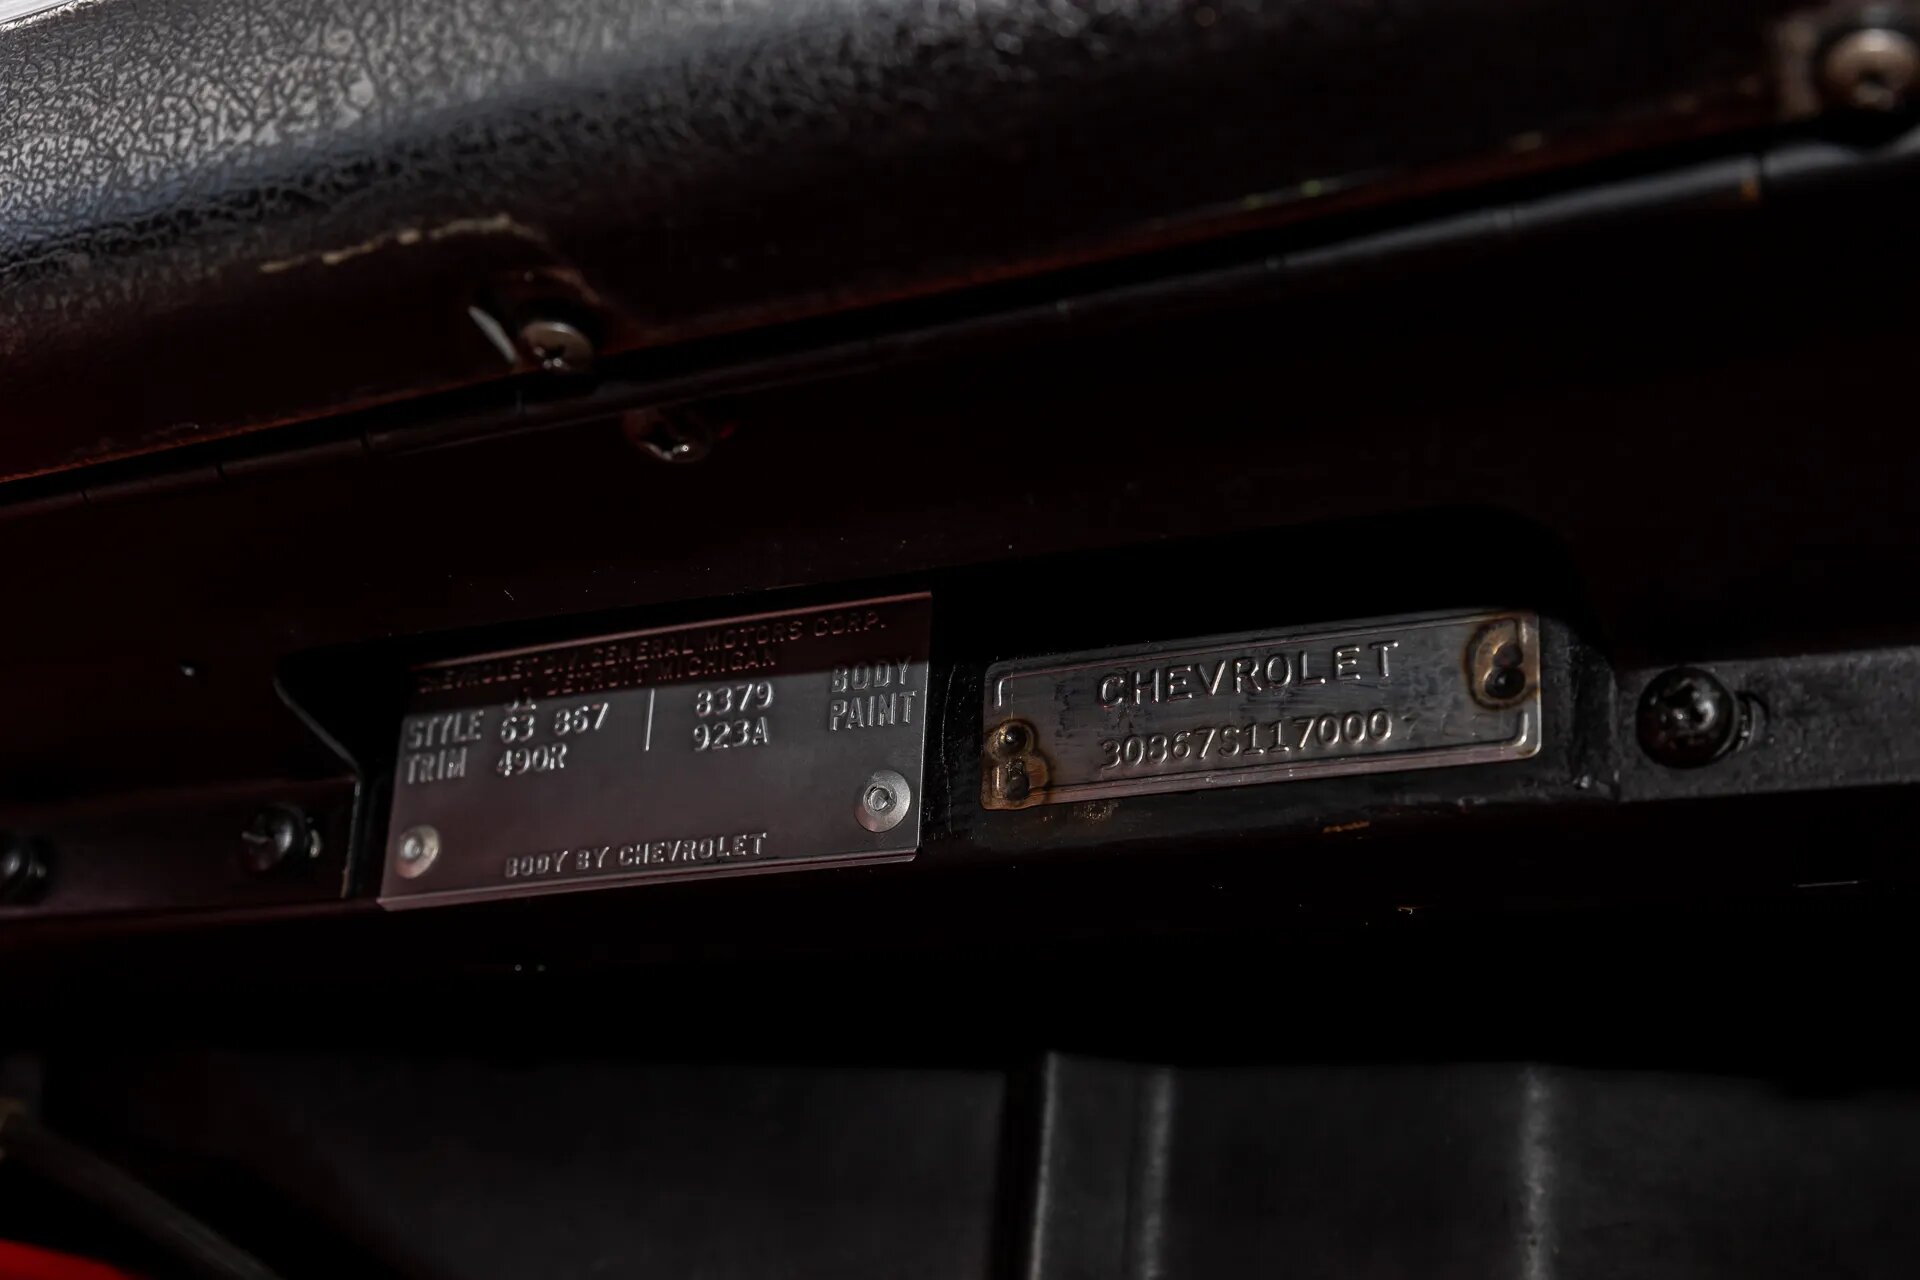 CHEVROLET DIV. GENERAL MOTORS CORP.
DETROIT MICHIGAN
STYLE 63 867 | 8379 BODY
TRIM 490R 923A PAINT
BODY BY CHEVROLET
CHEVROLET
30867S117000